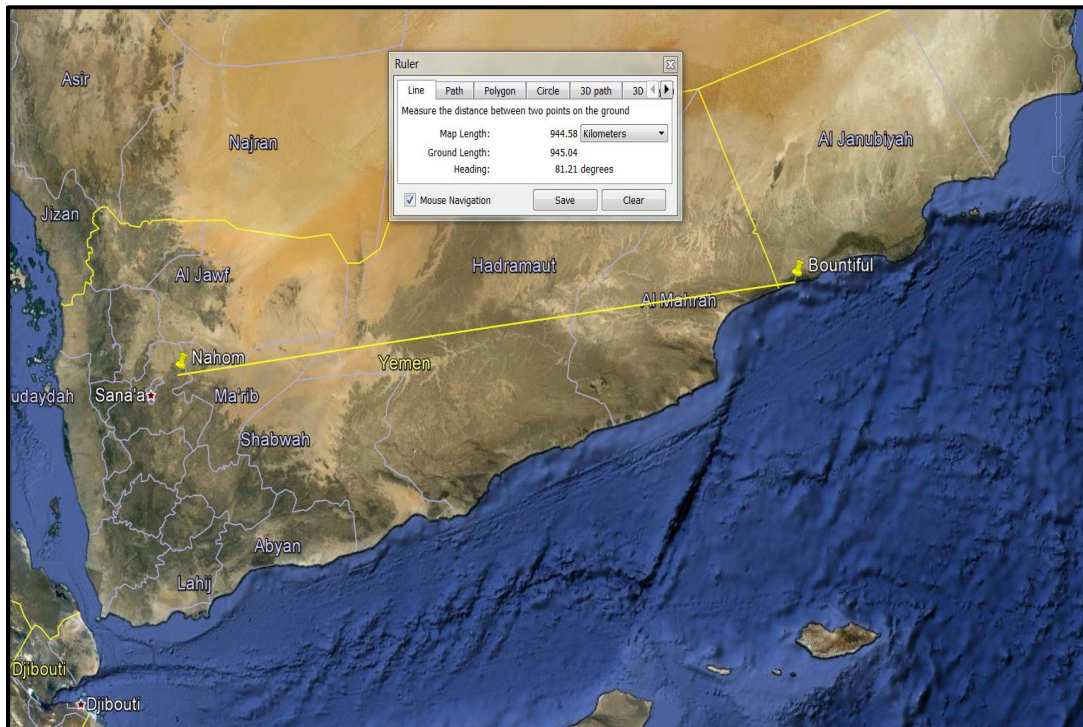 Ruler
Line Path Polygon Circle 3D path 3D
Measure the distance between two points on the ground
Map Length: 944.58 Kilometers
Ground Length: 945.04
Heading: 81.21 degrees
Mouse Navigation Save Clear
Asir
Najran
Al Janubiyah
Jizan
Al Jawf
Hadramaut
Bountiful
Al Mahrah
Nahom
Yemen
udaydah
Sana'a
Ma'rib
Shabwah
Abyan
Lahij
Djibouti
Djibouti